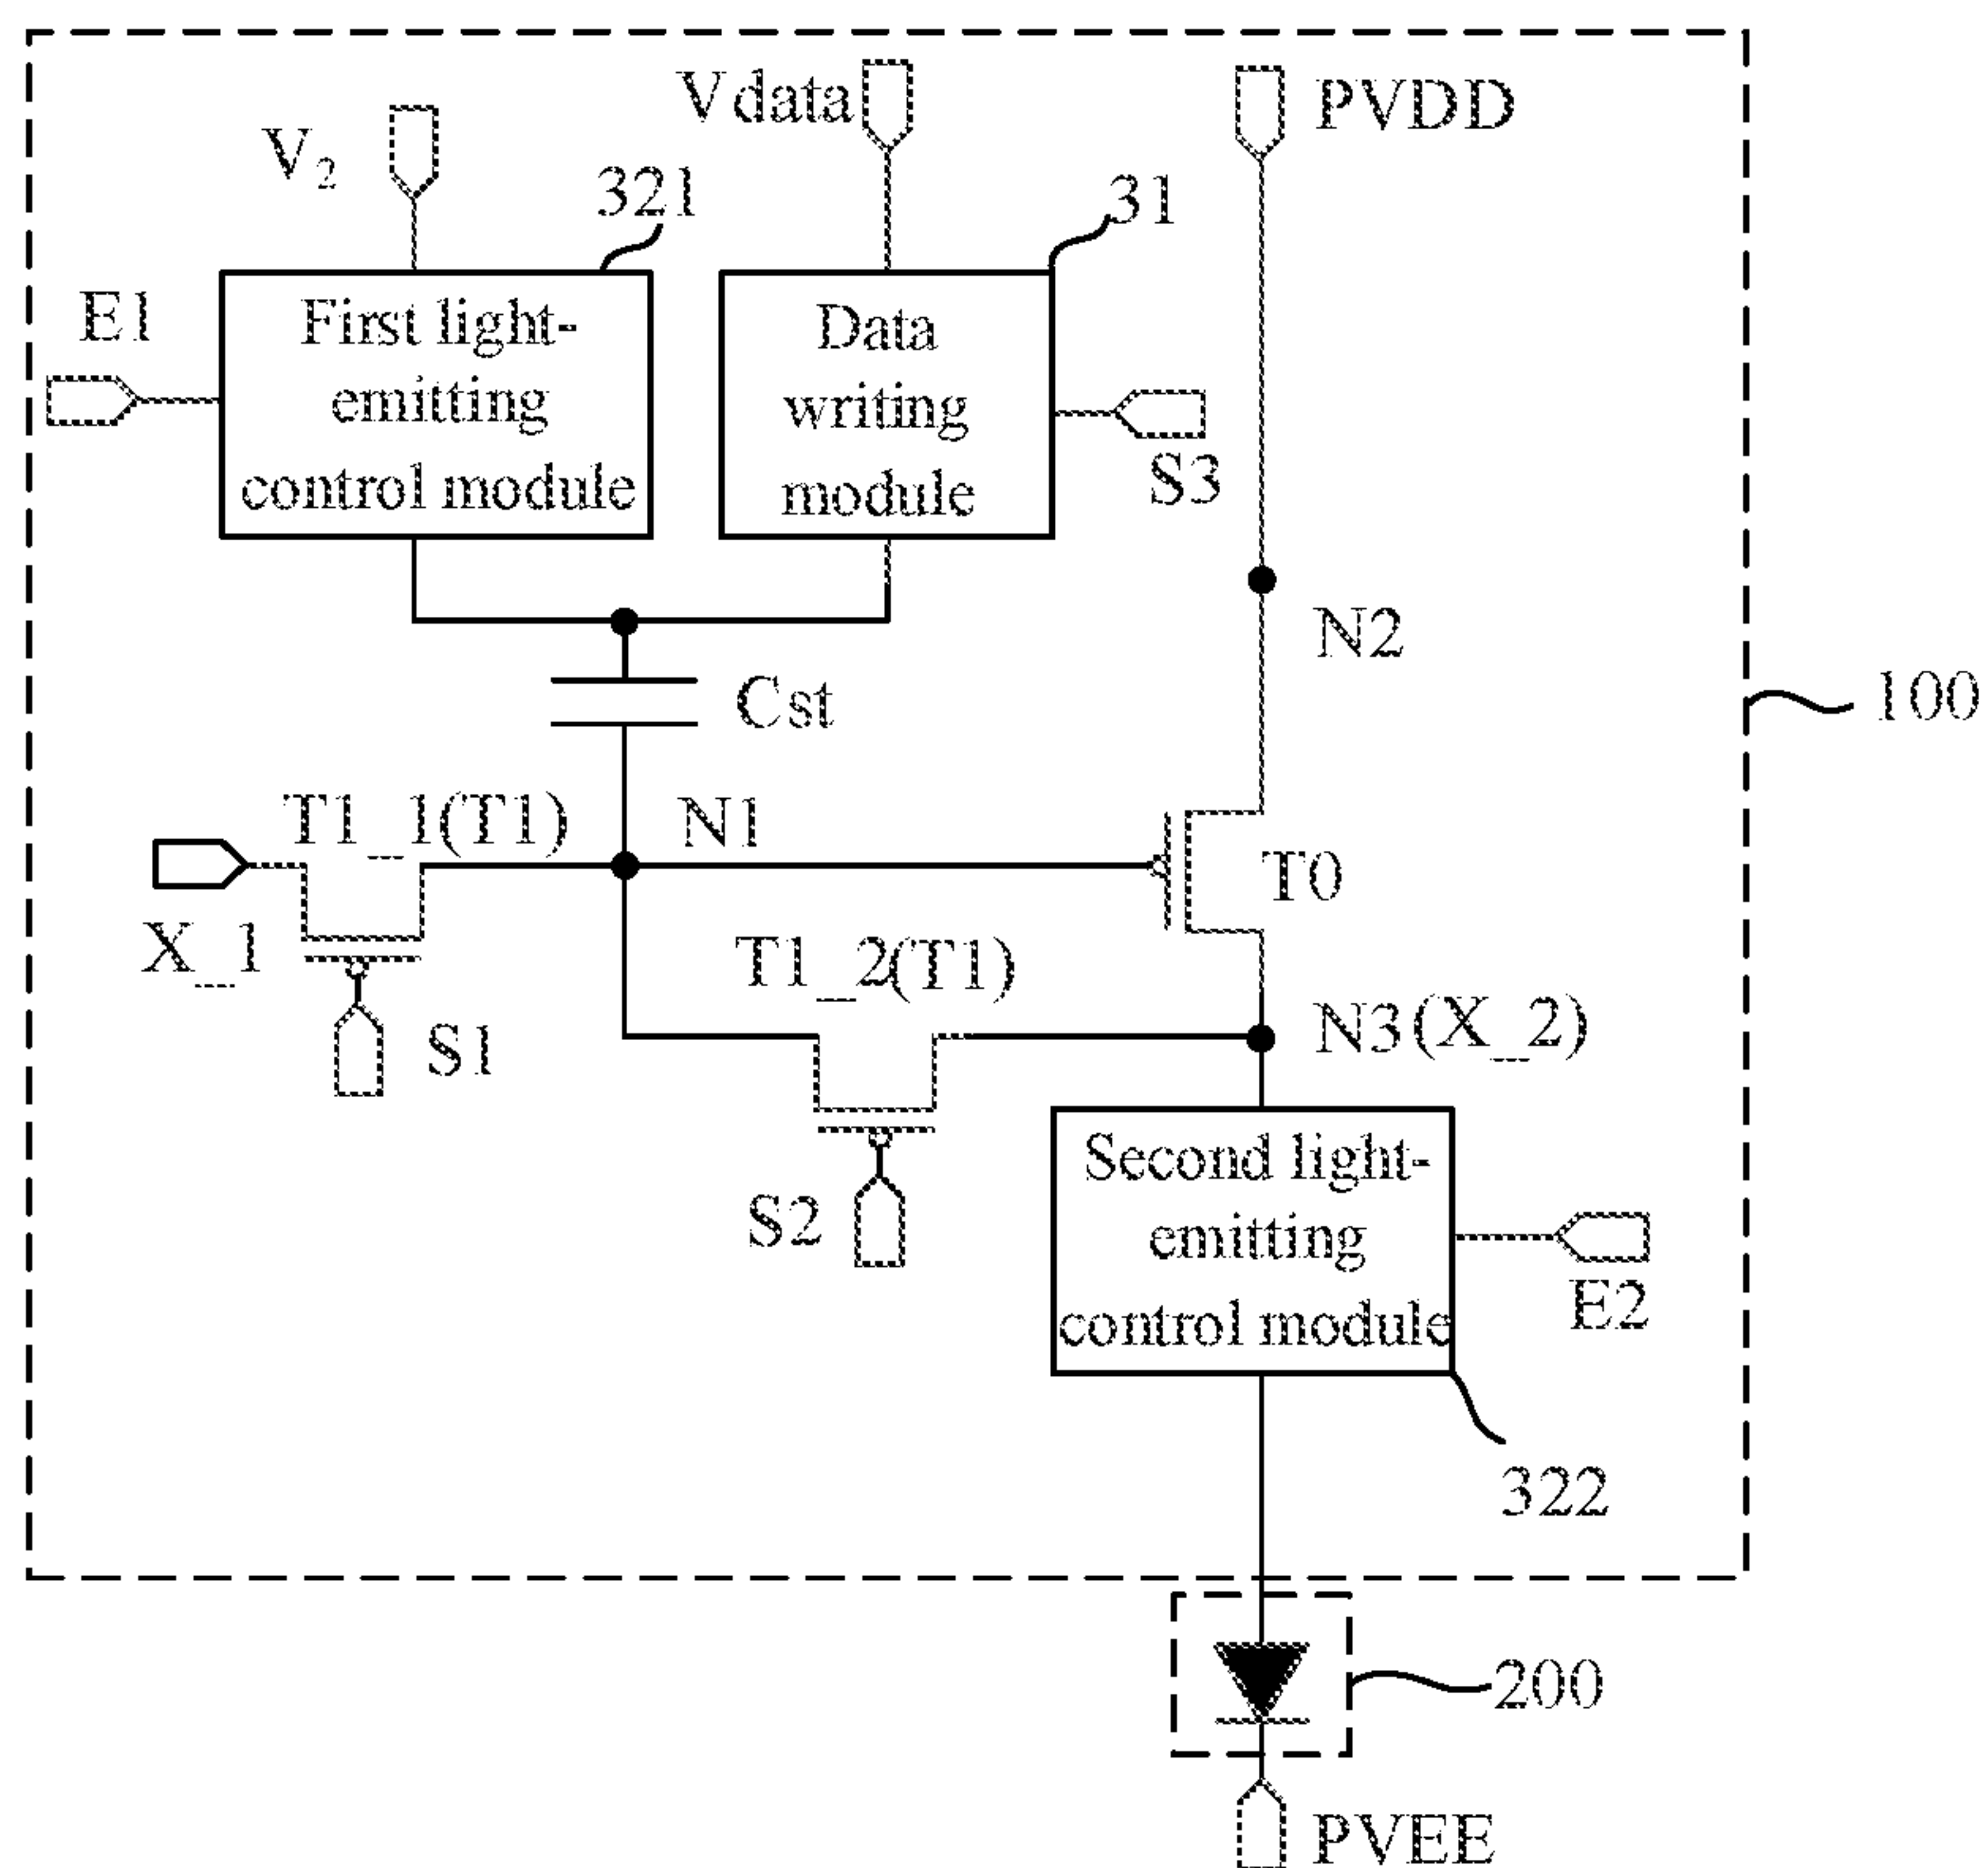 Vdata
PVDD
V₂
321
31
E1
First light-
emitting
control module
Data
writing
module
S3
N2
100
Cst
T1_1(T1)
N1
T0
X_1
T1_2(T1)
S1
N3(X_2)
S2
Second light-
emitting
control module
E2
322
200
PVEE